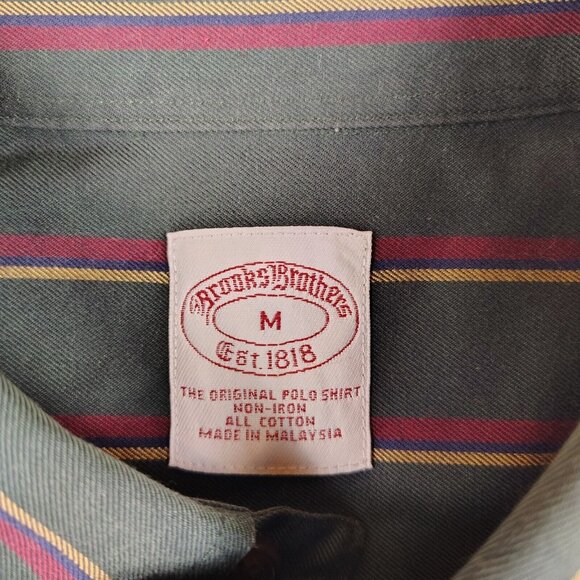 Brooks Brothers
M
Est. 1818
THE ORIGINAL POLO SHIRT
NON-IRON
ALL COTTON
MADE IN MALAYSIA